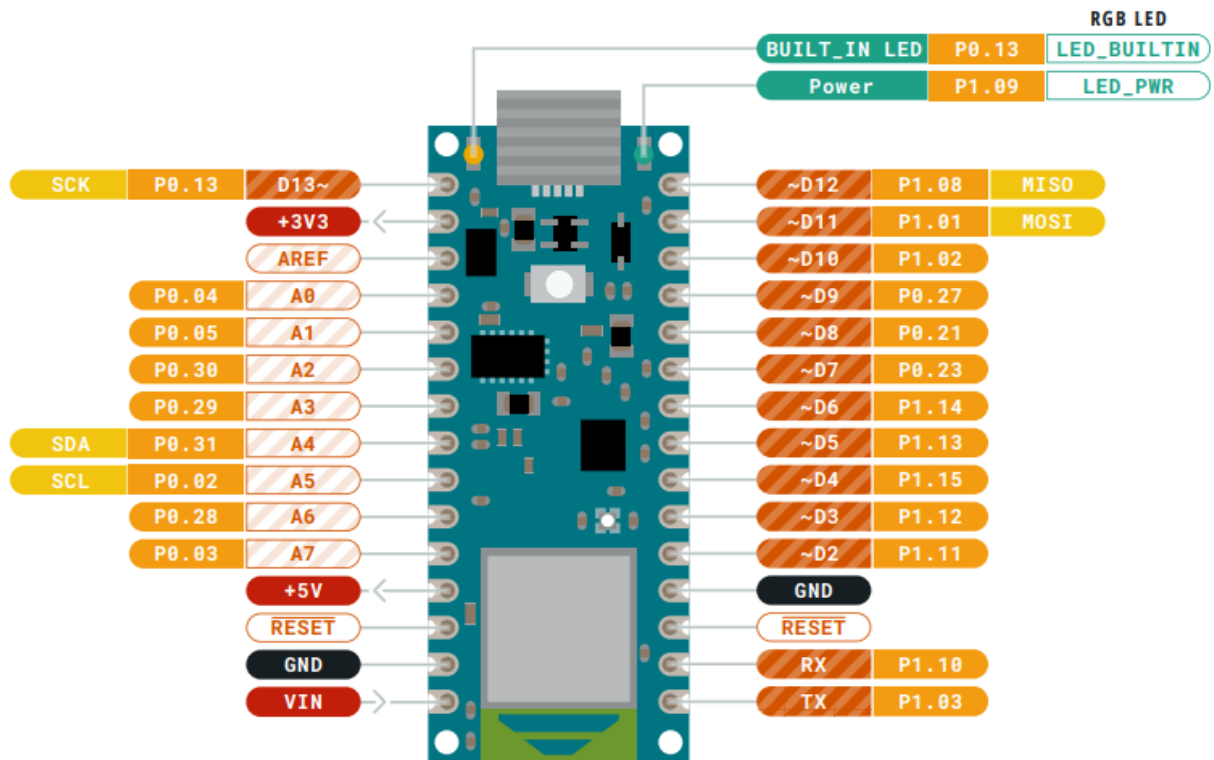 RGB LED
BUILT_IN LED P0.13 LED_BUILTIN
Power P1.09 LED_PWR
SCK P0.13 D13~
+3V3
AREF
P0.04 A0
P0.05 A1
P0.30 A2
P0.29 A3
SDA P0.31 A4
SCL P0.02 A5
P0.28 A6
P0.03 A7
+5V
RESET
GND
VIN
~D12 P1.08 MISO
~D11 P1.01 MOSI
~D10 P1.02
~D9 P0.27
~D8 P0.21
~D7 P0.23
~D6 P1.14
~D5 P1.13
~D4 P1.15
~D3 P1.12
~D2 P1.11
GND
RESET
RX P1.10
TX P1.03